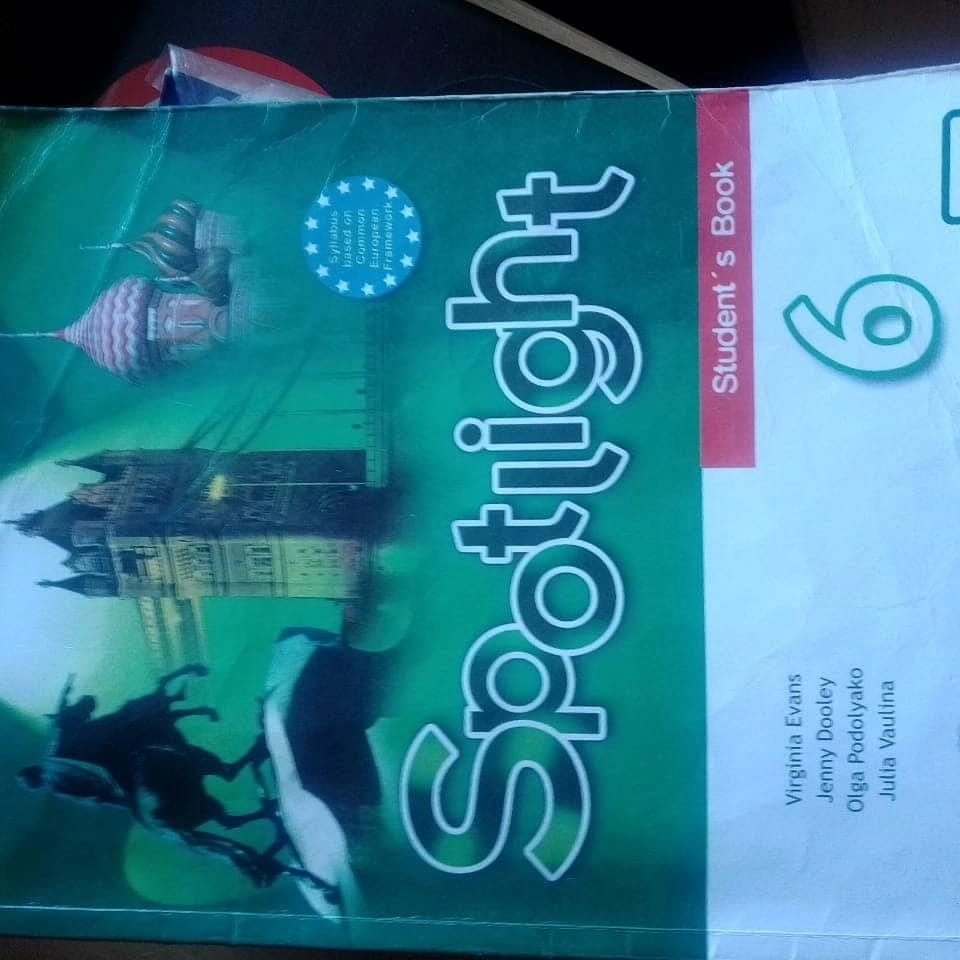 Syllabus
based on
Common
European
Framework
Spotlight
Student´s Book
6
Virginia Evans
Jenny Dooley
Olga Podolyako
Julia Vaulina